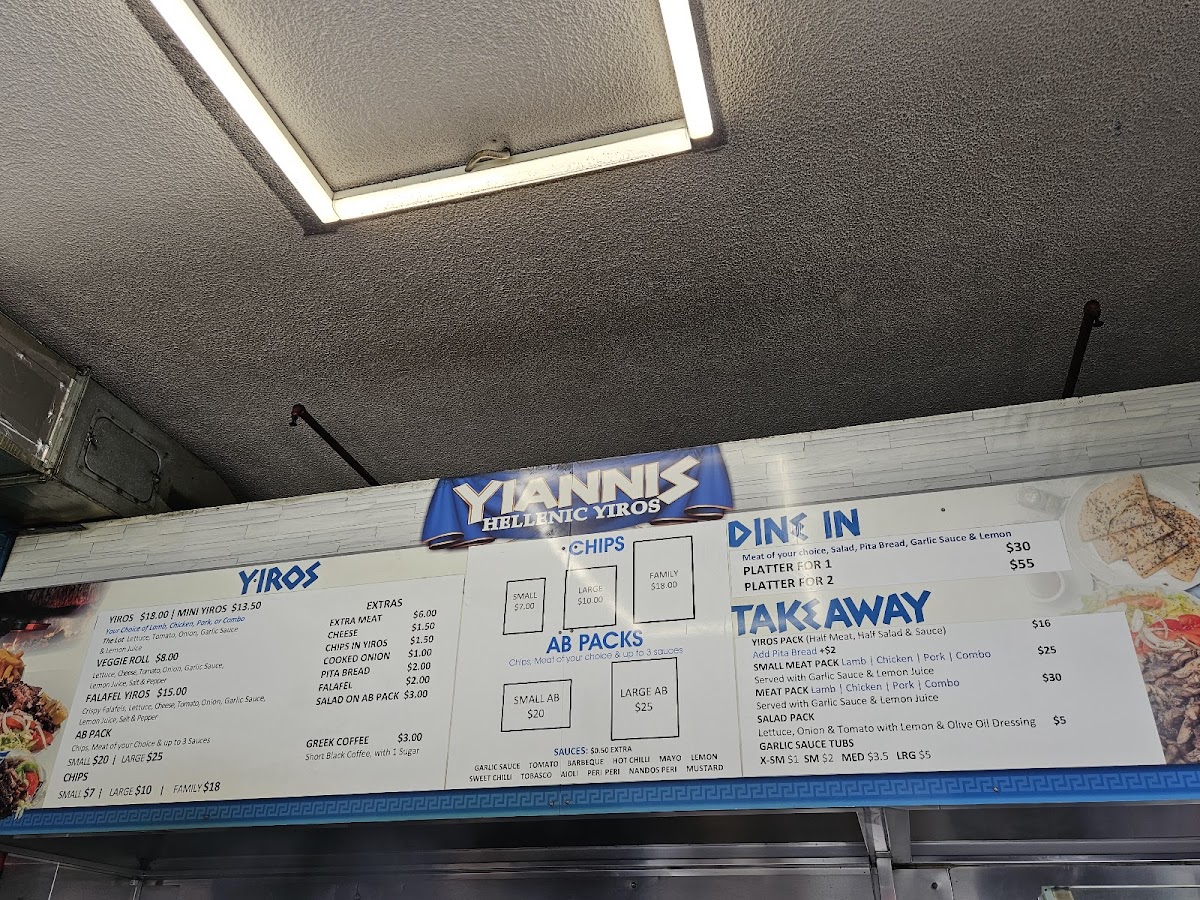 YIANNIS
HELLENIC YIROS
YIROS
YIROS $18.00 | MINI YIROS $13.50
Your Choice of Lamb, Chicken, Pork, or Combo
The Lot Lettuce, Tomato, Onion, Garlic Sauce
& Lemon Juice
VEGGIE ROLL $8.00
Lettuce, Cheese, Tomato, Onion, Garlic Sauce,
Lemon Juice, Salt & Pepper
FALAFEL YIROS $15.00
Crispy Falafels, Lettuce, Cheese, Tomato, Onion, Garlic Sauce,
Lemon Juice, Salt & Pepper
AB PACK
Chips, Meat of your Choice & up to 3 Sauces
SMALL $20 | LARGE $25
CHIPS
SMALL $7 | LARGE $10 | FAMILY $18
EXTRAS
EXTRA MEAT $6.00
CHEESE $1.50
CHIPS IN YIROS $1.50
COOKED ONION $1.00
PITA BREAD $2.00
FALAFEL $2.00
SALAD ON AB PACK $3.00
GREEK COFFEE $3.00
Short Black Coffee, with 1 Sugar
CHIPS
SMALL
$7.00
LARGE
$10.00
FAMILY
$18.00
AB PACKS
Chips, Meat of your choice & up to 3 sauces
SMALL AB
$20
LARGE AB
$25
SAUCES: $0.50 EXTRA
GARLIC SAUCE TOMATO BARBEQUE HOT CHILLI MAYO LEMON
SWEET CHILLI TOBASCO AIOLI PERI PERI NANDOS PERI MUSTARD
DINE IN
Meat of your choice, Salad, Pita Bread, Garlic Sauce & Lemon
PLATTER FOR 1 $30
PLATTER FOR 2 $55
TAKEAWAY
YIROS PACK (Half Meat, Half Salad & Sauce) $16
Add Pita Bread +$2
SMALL MEAT PACK Lamb | Chicken | Pork | Combo $25
Served with Garlic Sauce & Lemon Juice
MEAT PACK Lamb | Chicken | Pork | Combo $30
Served with Garlic Sauce & Lemon Juice
SALAD PACK
Lettuce, Onion & Tomato with Lemon & Olive Oil Dressing $5
GARLIC SAUCE TUBS
X-SM $1 SM $2 MED $3.5 LRG $5